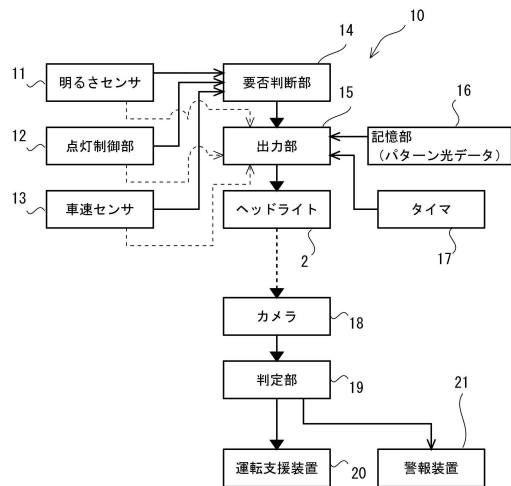 10
14
11
明るさセンサ
要否判断部
15
16
12
点灯制御部
出力部
記憶部
(パターン光データ)
13
車速センサ
ヘッドライト
タイマ
2
17
カメラ
18
判定部
19
21
運転支援装置
20
警報装置